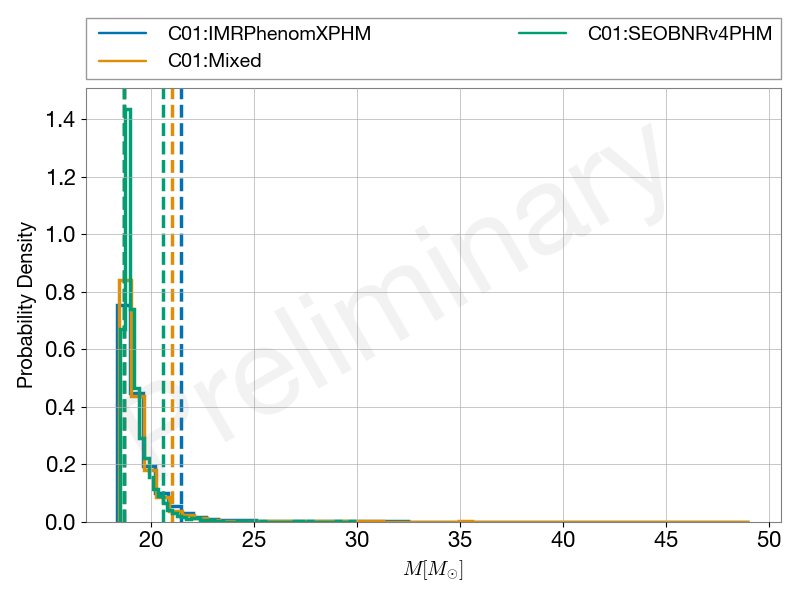 C01:IMRPhenomXPHM
C01:Mixed
C01:SEOBNRv4PHM
Preliminary
Probability Density
1.4
1.2
1.0
0.8
0.6
0.4
0.2
0.0
20 25 30 35 40 45 50
M[M⊙]